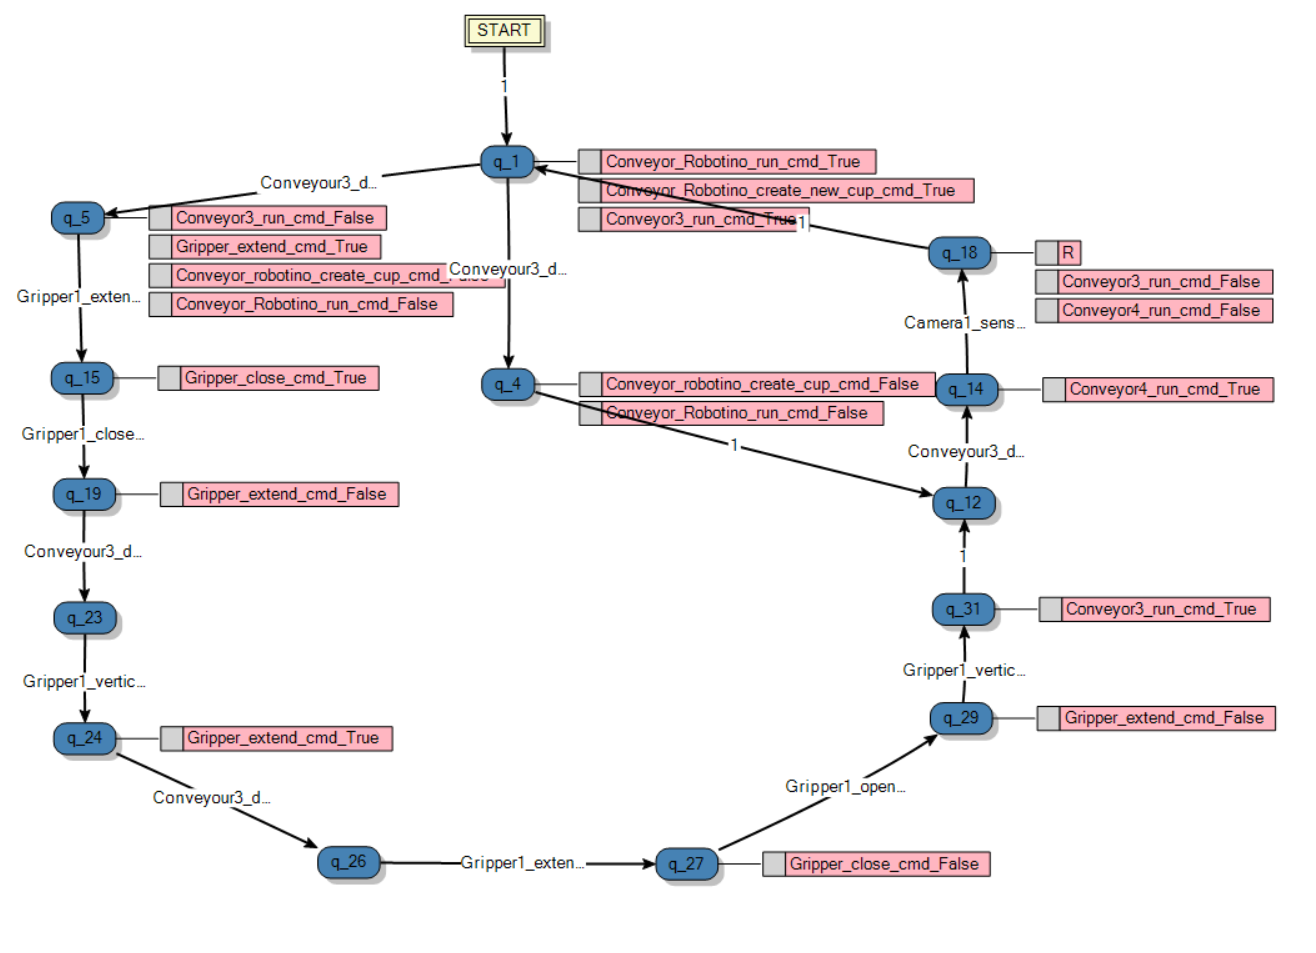 START
1
q_1
Conveyor_Robotino_run_cmd_True
Conveyor_Robotino_create_new_cup_cmd_True
Conveyor3_run_cmd_True
1
Conveyour3_d...
q_5
Conveyor3_run_cmd_False
Gripper_extend_cmd_True
Conveyor_robotino_create_cup_cmd_False
Conveyor_Robotino_run_cmd_False
Conveyour3_d...
q_18
R
Conveyor3_run_cmd_False
Conveyor4_run_cmd_False
Gripper1_exten...
Camera1_sens...
q_15
Gripper_close_cmd_True
q_4
Conveyor_robotino_create_cup_cmd_False
Conveyor_Robotino_run_cmd_False
q_14
Conveyor4_run_cmd_True
Gripper1_close...
1
Conveyour3_d...
q_19
Gripper_extend_cmd_False
q_12
Conveyour3_d...
1
q_23
q_31
Conveyor3_run_cmd_True
Gripper1_vertic...
Gripper1_vertic...
q_24
Gripper_extend_cmd_True
q_29
Gripper_extend_cmd_False
Conveyour3_d...
Gripper1_open...
q_26
Gripper1_exten...
q_27
Gripper_close_cmd_False